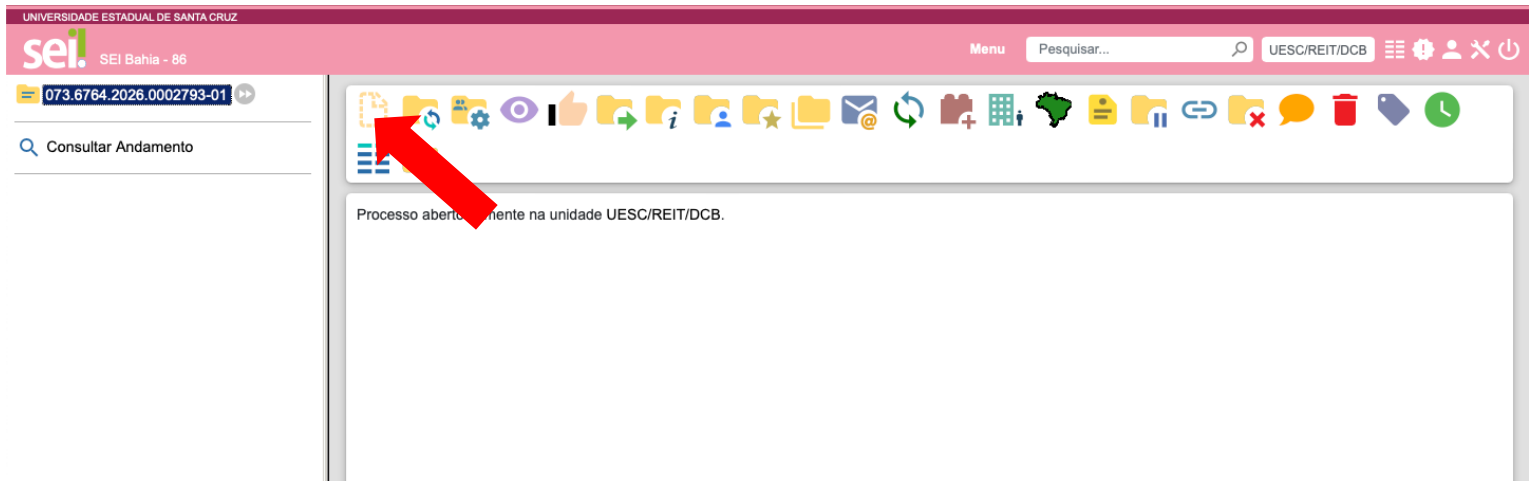 UNIVERSIDADE ESTADUAL DE SANTA CRUZ
sei! SEI Bahia - 86
Menu Pesquisar... UESC/REIT/DCB
073.6764.2026.0002793-01
Consultar Andamento
Processo aberto mente na unidade UESC/REIT/DCB.